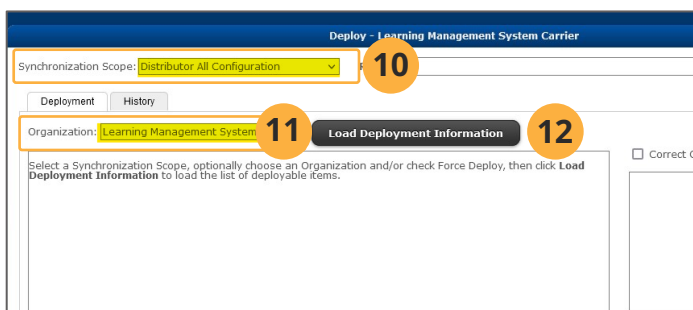 Deploy - Learning Management System Carrier
Synchronization Scope: Distributor All Configuration
10
Deployment History
Organization: Learning Management System
11
Load Deployment Information
12
Correct
Select a Synchronization Scope, optionally choose an Organization and/or check Force Deploy, then click Load
Deployment Information to load the list of deployable items.